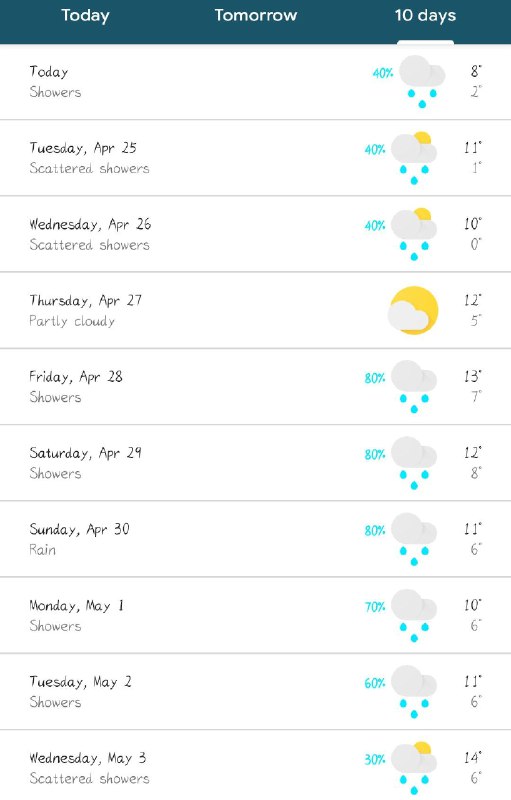 Today Tomorrow 10 days
Today 40% 8°
Showers 2°
Tuesday, Apr 25 40% 11°
Scattered showers 1°
Wednesday, Apr 26 40% 10°
Scattered showers 0°
Thursday, Apr 27 12°
Partly cloudy 5°
Friday, Apr 28 80% 13°
Showers 7°
Saturday, Apr 29 80% 12°
Showers 8°
Sunday, Apr 30 80% 11°
Rain 6°
Monday, May 1 70% 10°
Showers 6°
Tuesday, May 2 60% 11°
Showers 6°
Wednesday, May 3 30% 14°
Scattered showers 6°